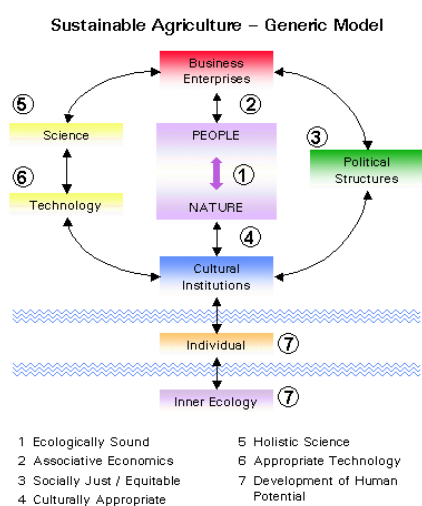 Sustainable Agriculture – Generic Model
Business
Enterprises
5
2
Science
PEOPLE
3
Political
Structures
1
6
Technology
NATURE
4
Cultural
Institutions
Individual
7
Inner Ecology
7
1 Ecologically Sound
2 Associative Economics
3 Socially Just / Equitable
4 Culturally Appropriate
5 Holistic Science
6 Appropriate Technology
7 Development of Human
Potential